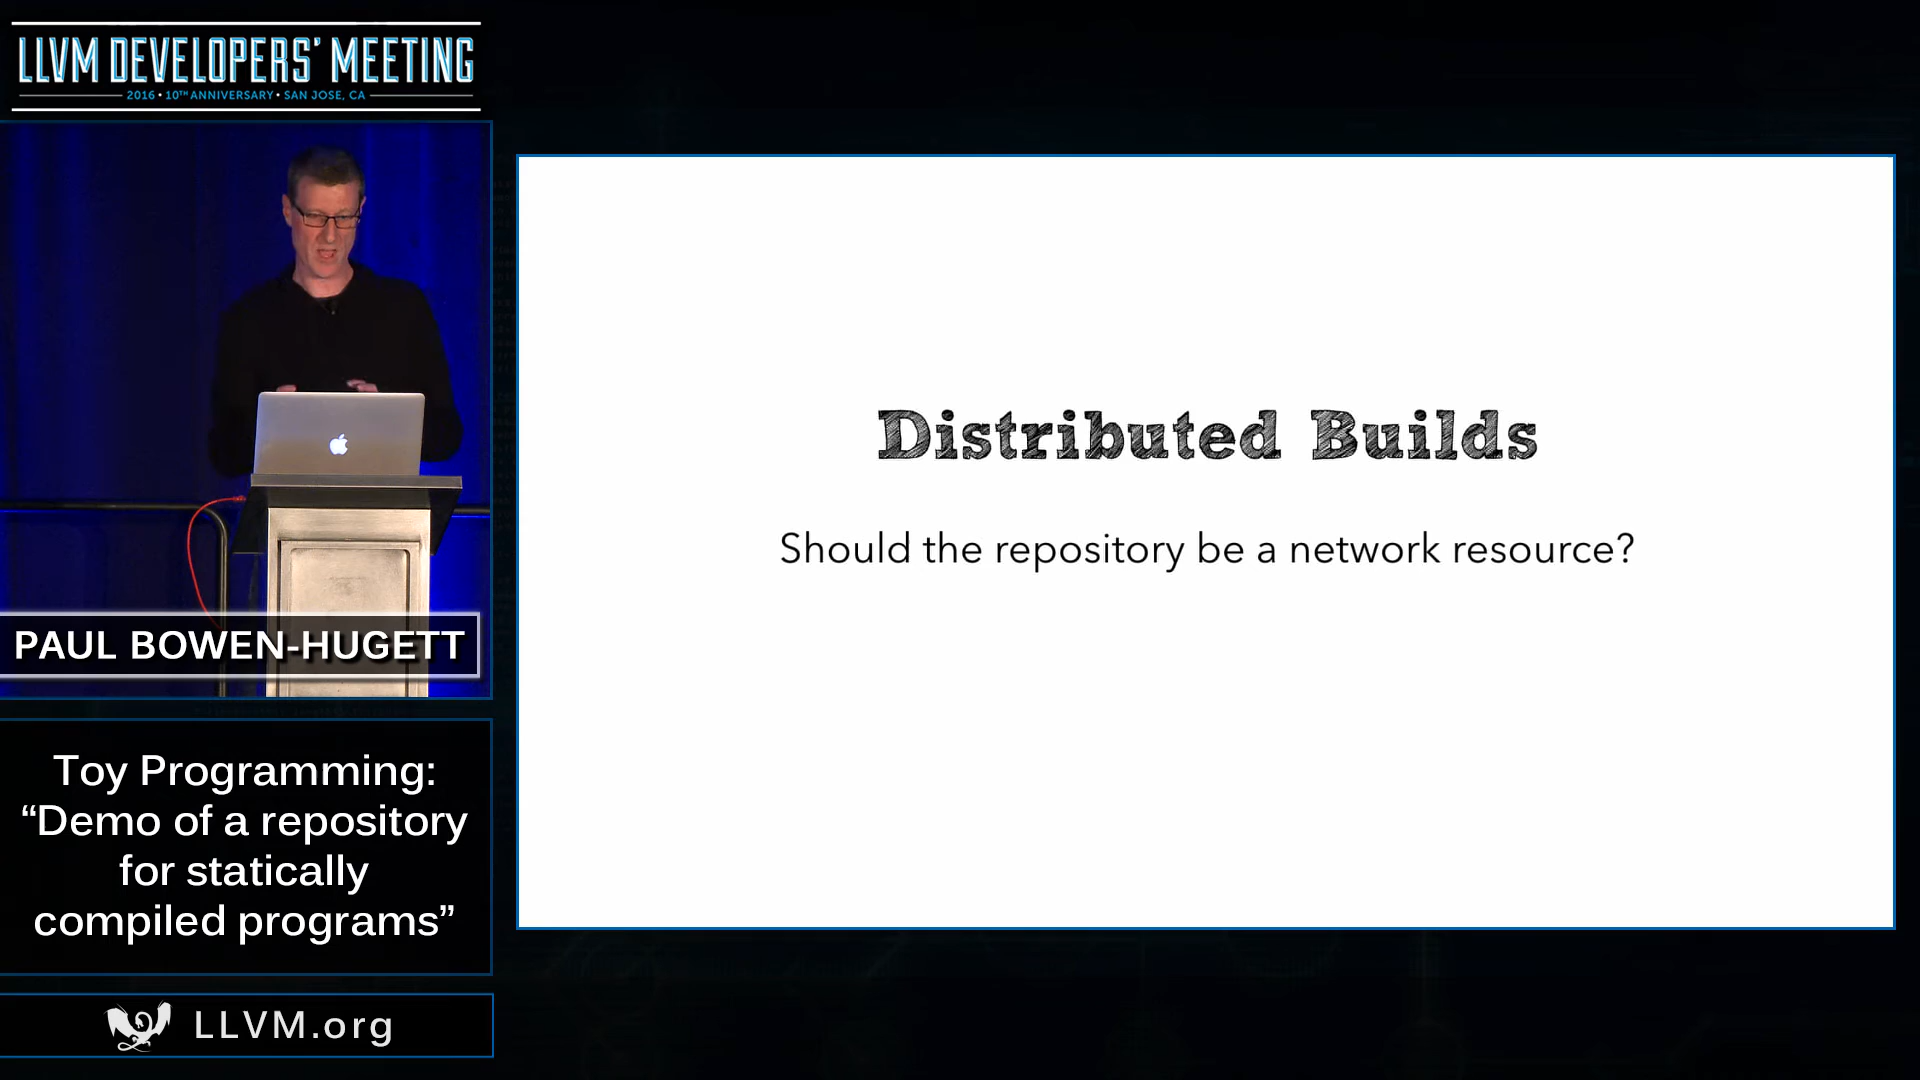 LLVM DEVELOPERS' MEETING
2016 • 10TH ANNIVERSARY • SAN JOSE, CA
PAUL BOWEN-HUGETT
Toy Programming:
“Demo of a repository
for statically
compiled programs”
LLVM.org
Distributed Builds
Should the repository be a network resource?